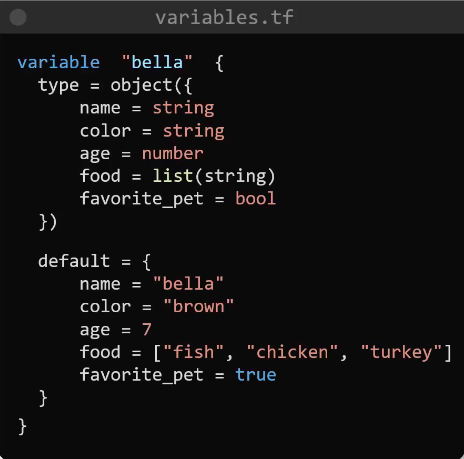 variables.tf
variable "bella" {
type = object({
name = string
color = string
age = number
food = list(string)
favorite_pet = bool
})
default = {
name = "bella"
color = "brown"
age = 7
food = ["fish", "chicken", "turkey"]
favorite_pet = true
}
}